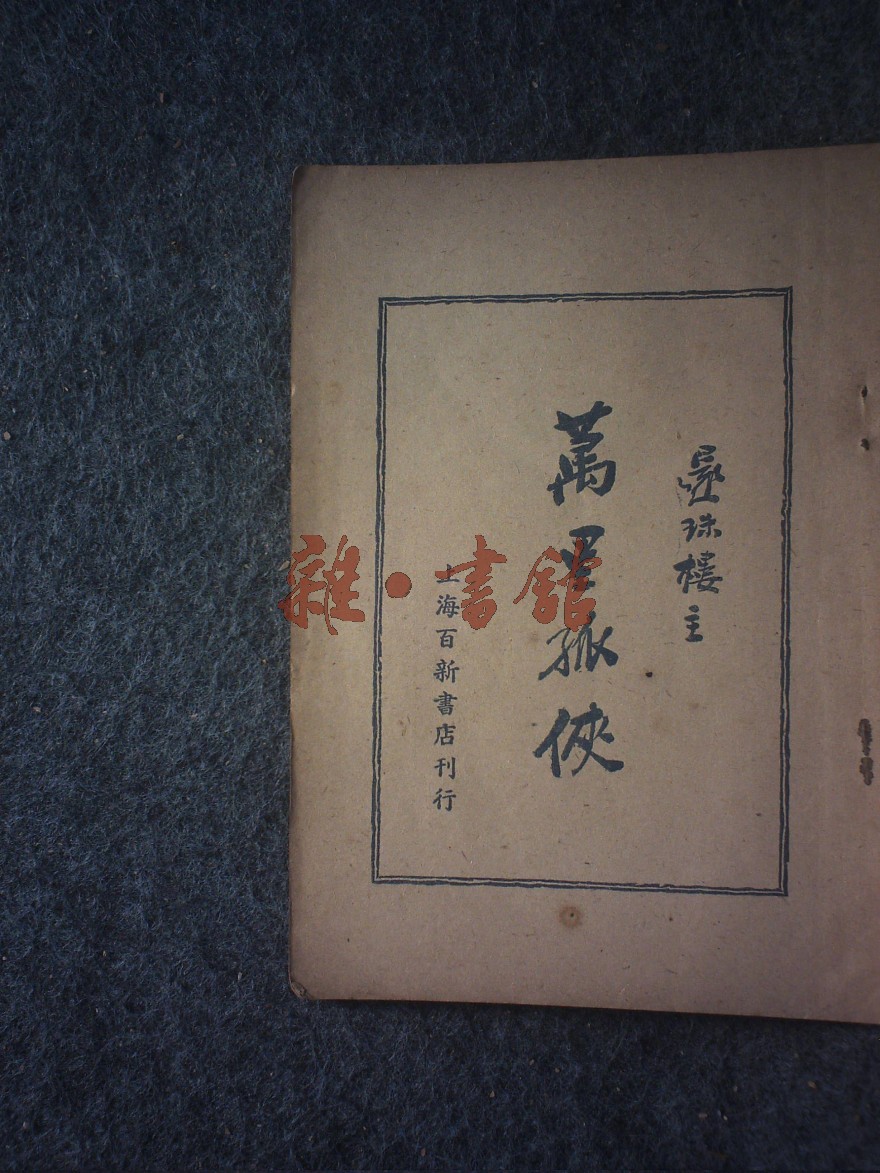 還珠樓主
萬里孤俠
上海百新書店刊行
雜·書館